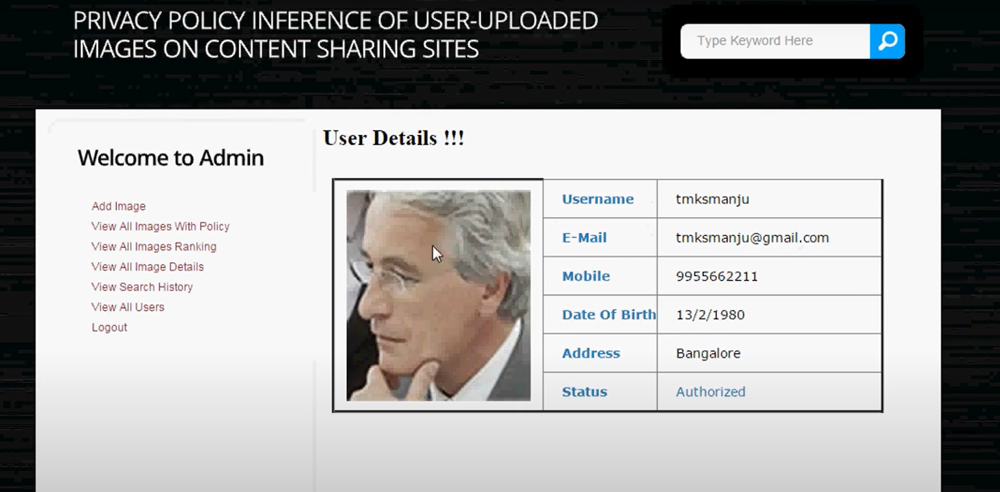 PRIVACY POLICY INFERENCE OF USER-UPLOADED
IMAGES ON CONTENT SHARING SITES
Type Keyword Here
Welcome to Admin
Add Image
View All Images With Policy
View All Images Ranking
View All Image Details
View Search History
View All Users
Logout
User Details !!!
Username tmksmanju
E-Mail tmksmanju@gmail.com
Mobile 9955662211
Date Of Birth 13/2/1980
Address Bangalore
Status Authorized